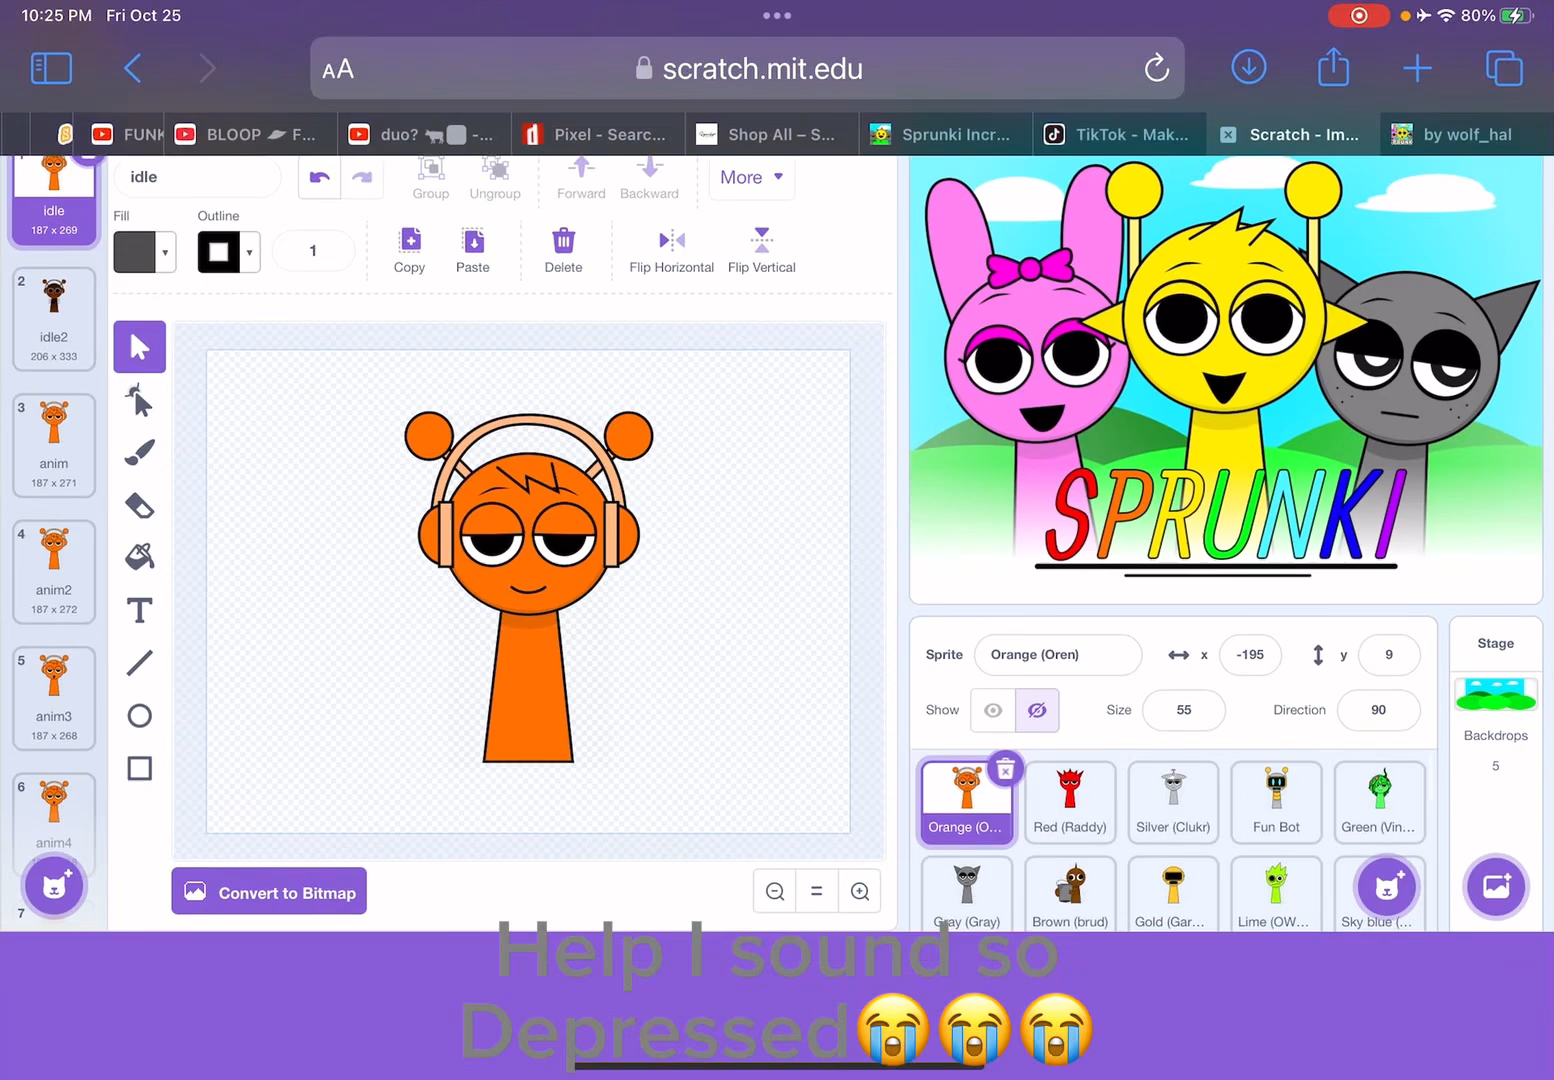 10:25 PM Fri Oct 25
80%
AA
scratch.mit.edu
FUNK
BLOOP 🪐 F...
duo? 🐄⬜ -...
Pixel - Searc...
Shop All – S...
Sprunki Incr...
TikTok - Mak...
Scratch - Im...
by wolf_hal
idle
187 x 269
2
idle2
206 x 333
3
anim
187 x 271
4
anim2
187 x 272
5
anim3
187 x 268
6
anim4
7
idle
Group
Ungroup
Forward
Backward
More
Fill
Outline
1
Copy
Paste
Delete
Flip Horizontal
Flip Vertical
T
Convert to Bitmap
SPRUNKI
Sprite
Orange (Oren)
x
-195
y
9
Show
Size
55
Direction
90
Stage
Backdrops
5
Orange (O...
Red (Raddy)
Silver (Clukr)
Fun Bot
Green (Vin...
Gray (Gray)
Brown (brud)
Gold (Gar...
Lime (OW...
Sky blue (...
Help I sound so
Depressed😭😭😭